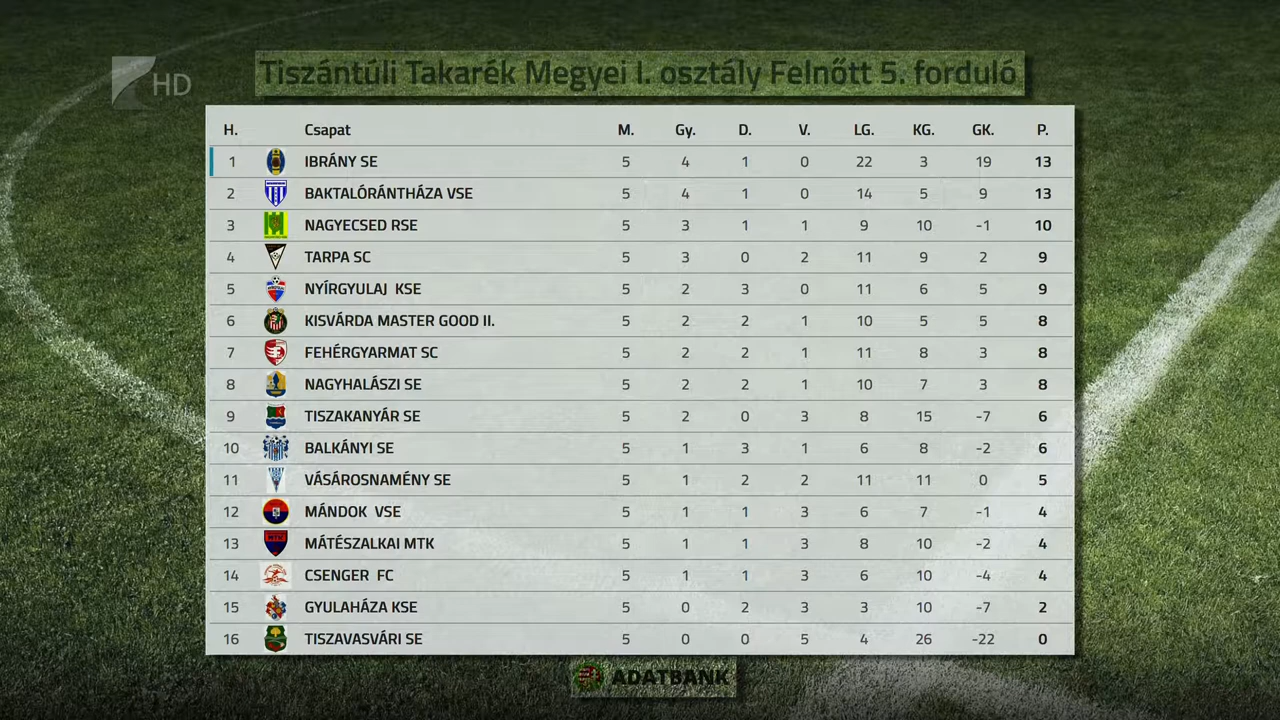 HD
Tiszántúli Takarék Megyei I. osztály Felnőtt 5. forduló
H. Csapat M. Gy. D. V. LG. KG. GK. P.
1 IBRÁNY SE 5 4 1 0 22 3 19 13
2 BAKTALÓRÁNTHÁZA VSE 5 4 1 0 14 5 9 13
3 NAGYECSED RSE 5 3 1 1 9 10 -1 10
4 TARPA SC 5 3 0 2 11 9 2 9
5 NYÍRGYULAJ KSE 5 2 3 0 11 6 5 9
6 KISVÁRDA MASTER GOOD II. 5 2 2 1 10 5 5 8
7 FEHÉRGYARMAT SC 5 2 2 1 11 8 3 8
8 NAGYHALÁSZI SE 5 2 2 1 10 7 3 8
9 TISZAKANYÁR SE 5 2 0 3 8 15 -7 6
10 BALKÁNYI SE 5 1 3 1 6 8 -2 6
11 VÁSÁROSNAMÉNY SE 5 1 2 2 11 11 0 5
12 MÁNDOK VSE 5 1 1 3 6 7 -1 4
13 MÁTÉSZALKAI MTK 5 1 1 3 8 10 -2 4
14 CSENGER FC 5 1 1 3 6 10 -4 4
15 GYULAHÁZA KSE 5 0 2 3 3 10 -7 2
16 TISZAVASVÁRI SE 5 0 0 5 4 26 -22 0
ADATBANK